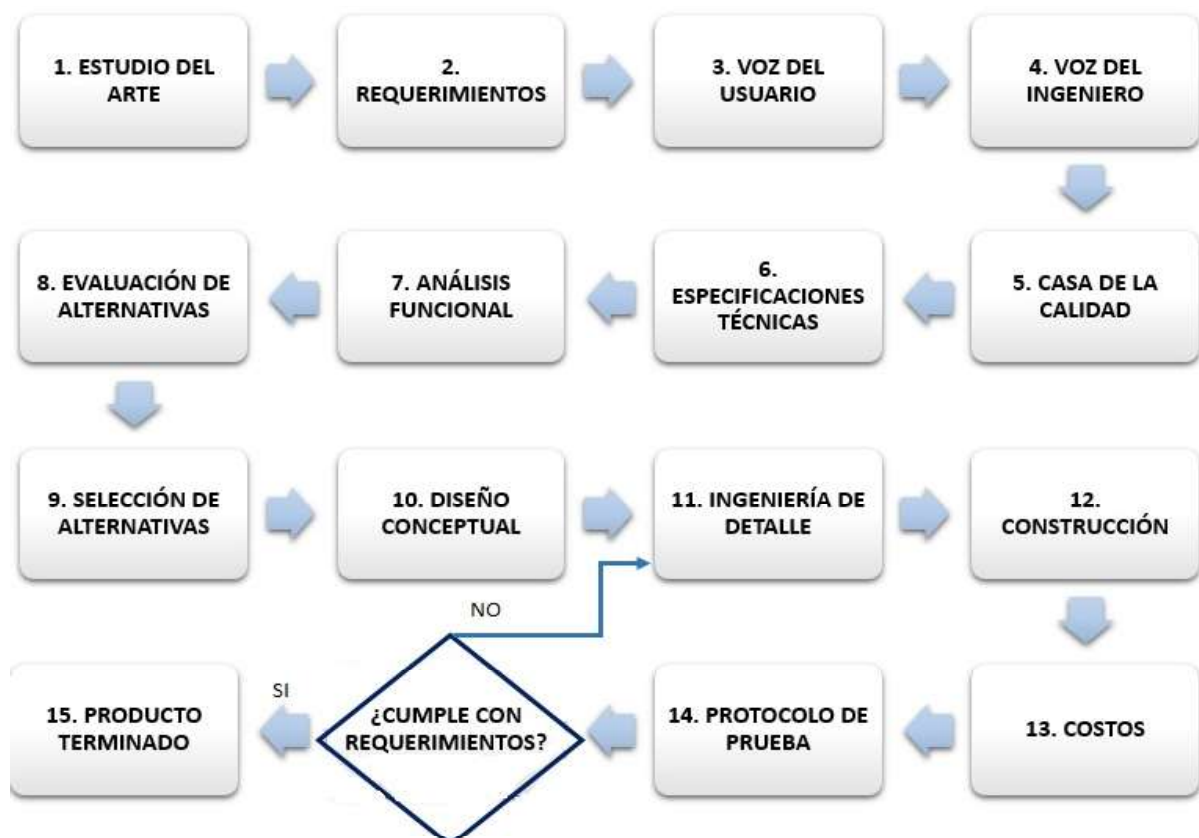 1. ESTUDIO DEL
ARTE
2.
REQUERIMIENTOS
3. VOZ DEL
USUARIO
4. VOZ DEL
INGENIERO
8. EVALUACIÓN DE
ALTERNATIVAS
7. ANÁLISIS
FUNCIONAL
6.
ESPECIFICACIONES
TÉCNICAS
5. CASA DE LA
CALIDAD
9. SELECCIÓN DE
ALTERNATIVAS
10. DISEÑO
CONCEPTUAL
11. INGENIERÍA DE
DETALLE
12.
CONSTRUCCIÓN
NO
15. PRODUCTO
TERMINADO
SI
¿CUMPLE CON
REQUERIMIENTOS?
14. PROTOCOLO DE
PRUEBA
13. COSTOS